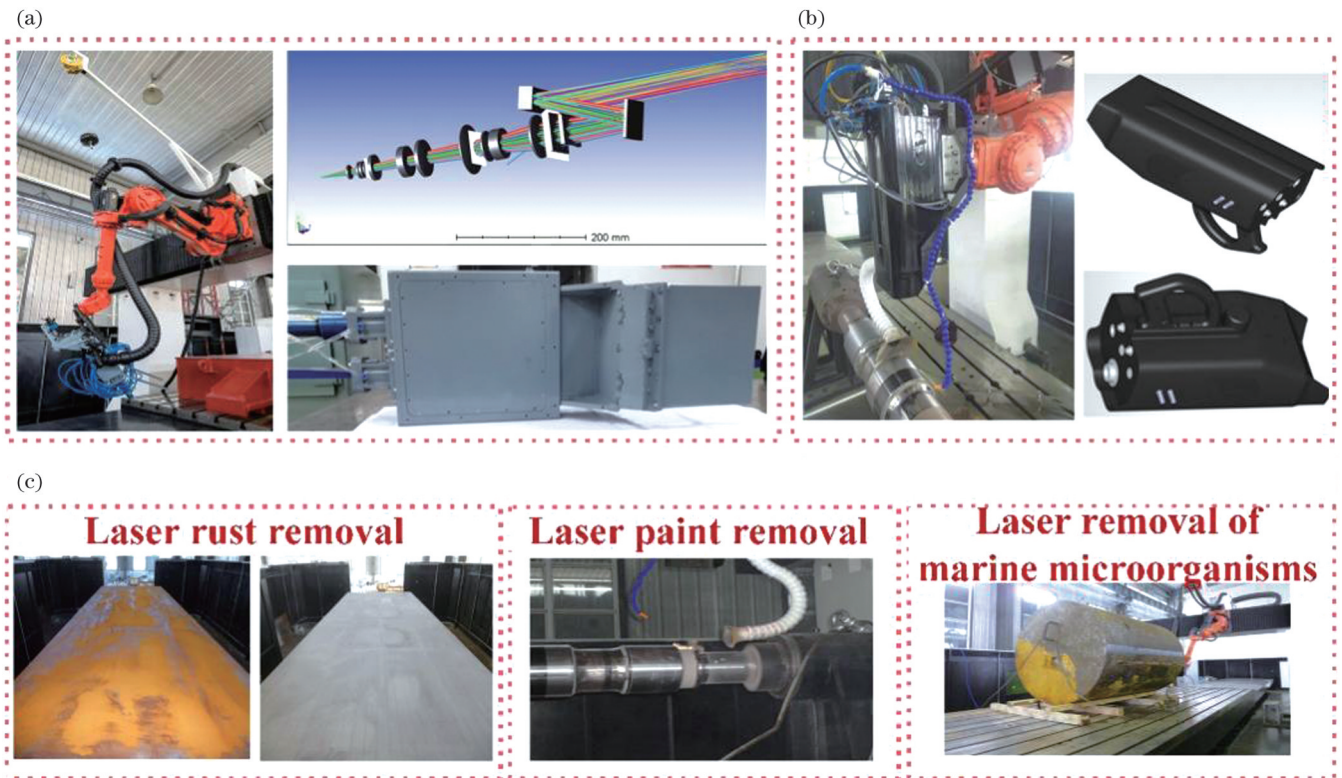 (a)
(b)
200 mm
(c)
Laser rust removal
Laser paint removal
Laser removal of
marine microorganisms